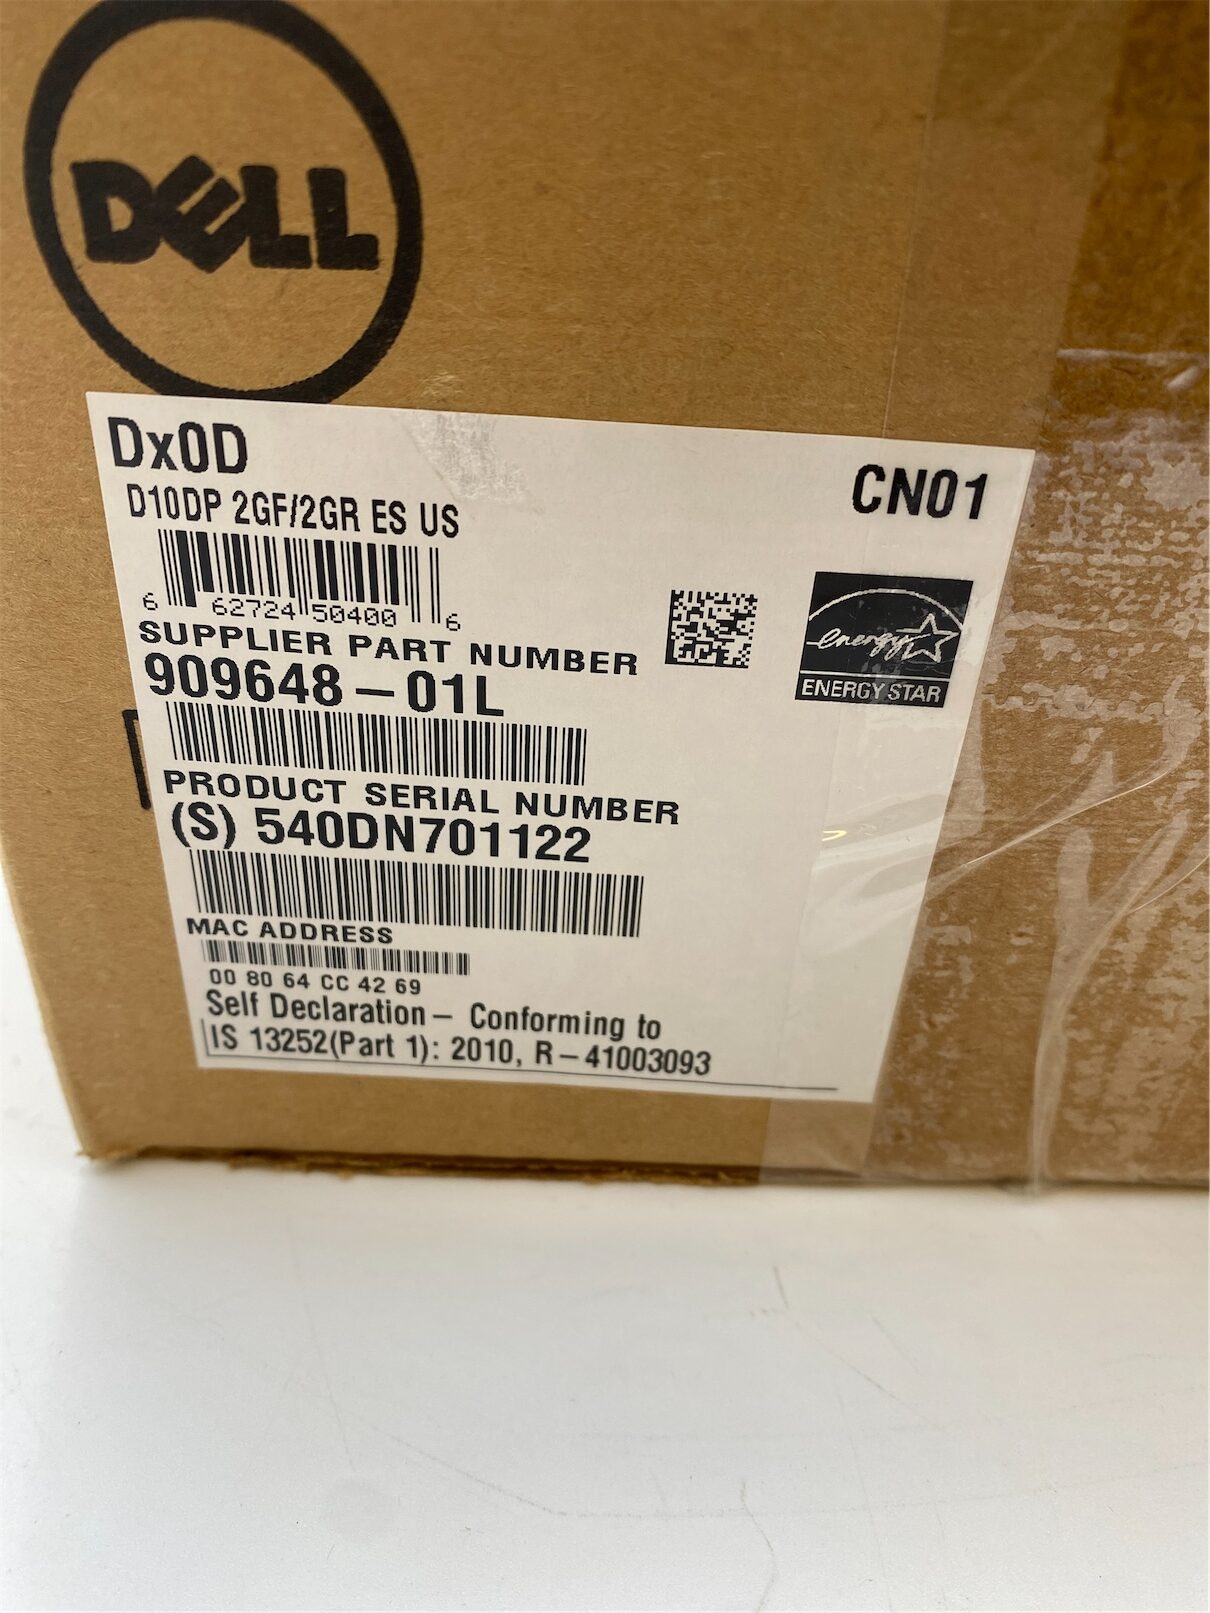 DELL
Dx0D
CN01
D10DP 2GF/2GR ES US
6 62724 50400 6
energy
ENERGY STAR
SUPPLIER PART NUMBER
909648-01L
PRODUCT SERIAL NUMBER
(S) 540DN701122
MAC ADDRESS
00 80 64 CC 42 69
Self Declaration – Conforming to
IS 13252(Part 1): 2010, R-41003093